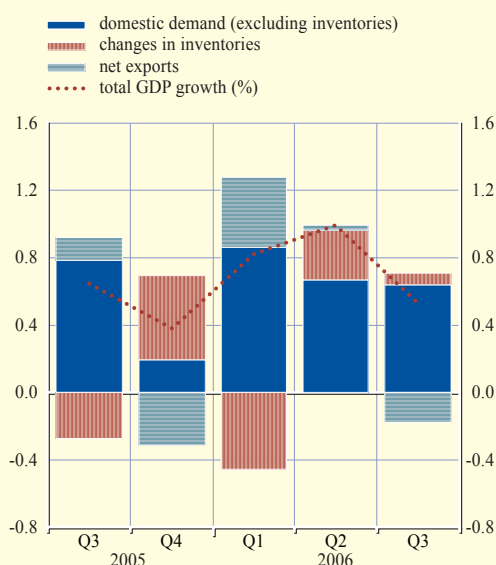 domestic demand (excluding inventories)
changes in inventories
net exports
total GDP growth (%)
1.6 1.6
1.2 1.2
0.8 0.8
0.4 0.4
0.0 0.0
-0.4 -0.4
-0.8 -0.8
Q3 Q4 Q1 Q2 Q3
2005 2006